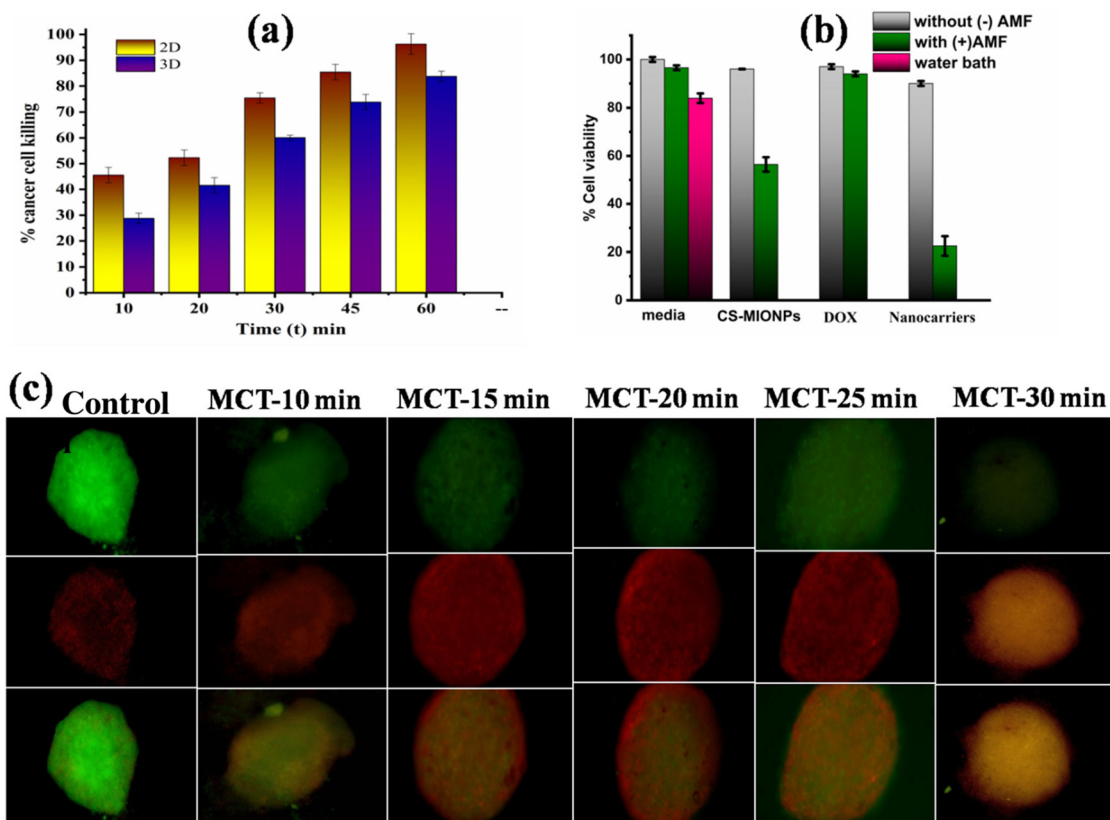 (a)
2D
3D
% cancer cell killing
100
90
80
70
60
50
40
30
20
10
0
10 20 30 45 60 --
Time (t) min
(b)
without (-) AMF
with (+)AMF
water bath
% Cell viability
100
80
60
40
20
0
media CS-MIONPs DOX Nanocarriers
(c) Control MCT-10 min MCT-15 min MCT-20 min MCT-25 min MCT-30 min